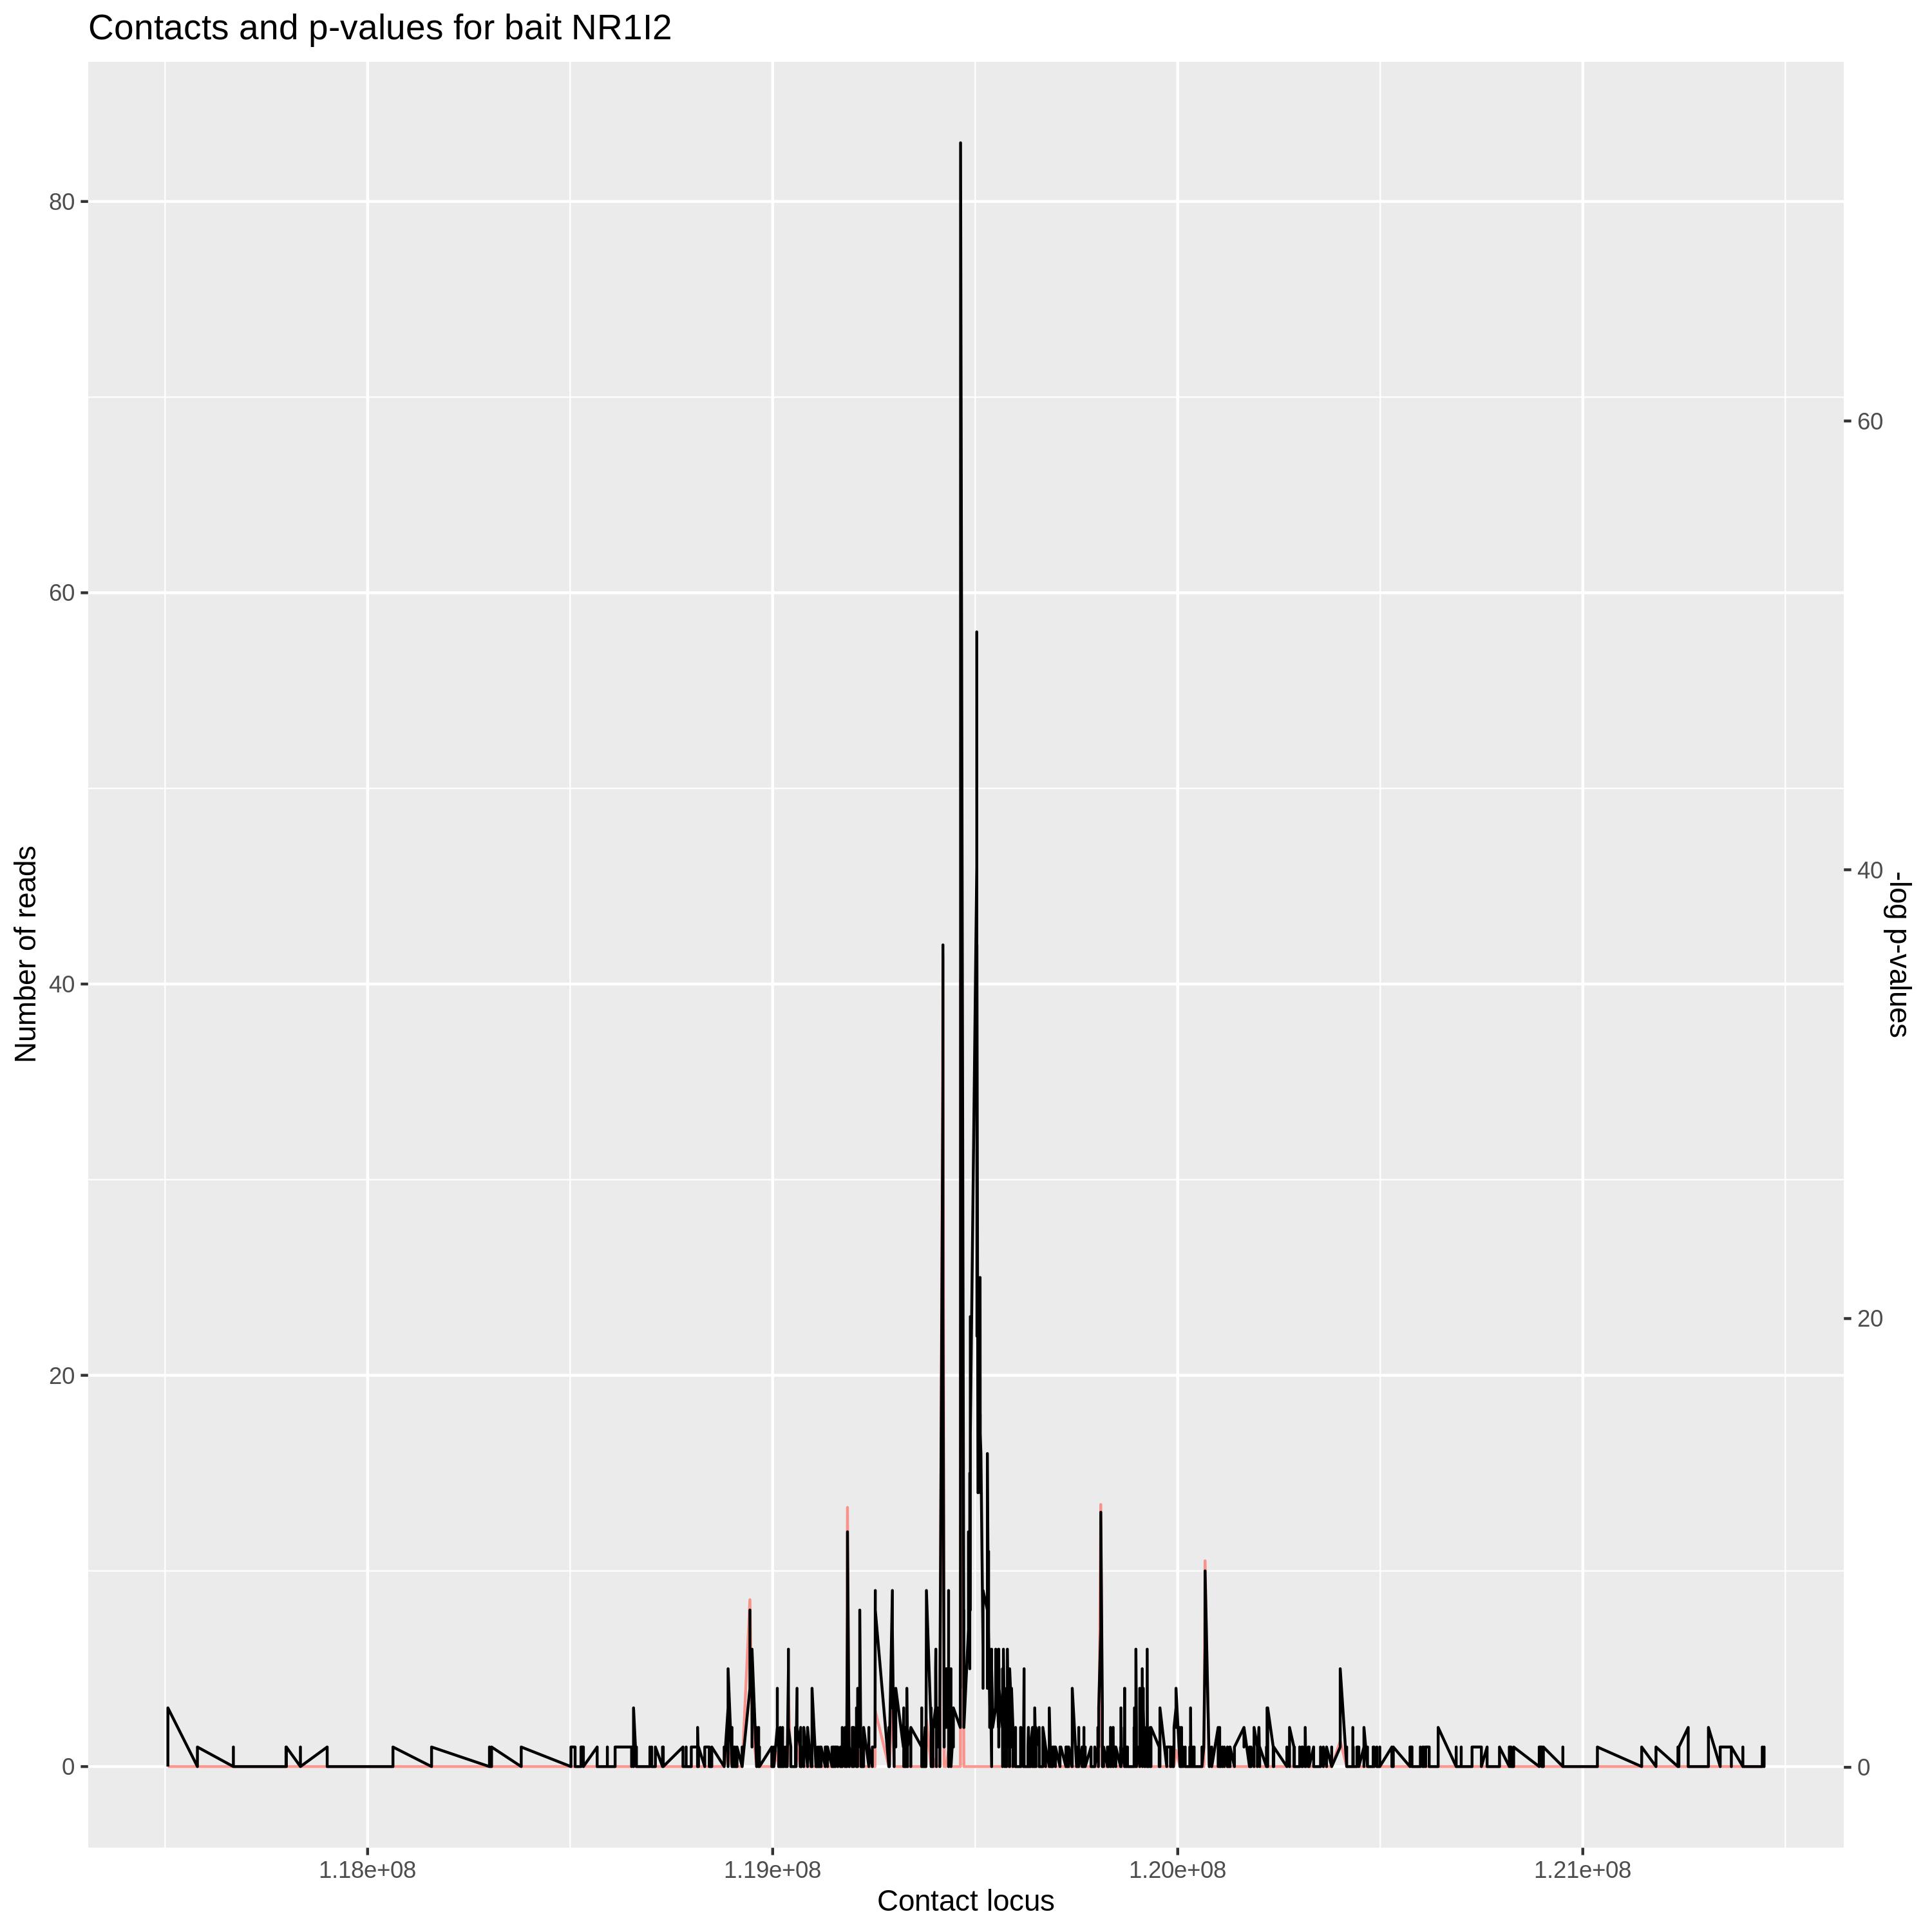 Contacts and p-values for bait NR1I2
80
60
40
20
0
Number of reads
60
40
20
0
-log p-values
1.18e+08
1.19e+08
1.20e+08
1.21e+08
Contact locus